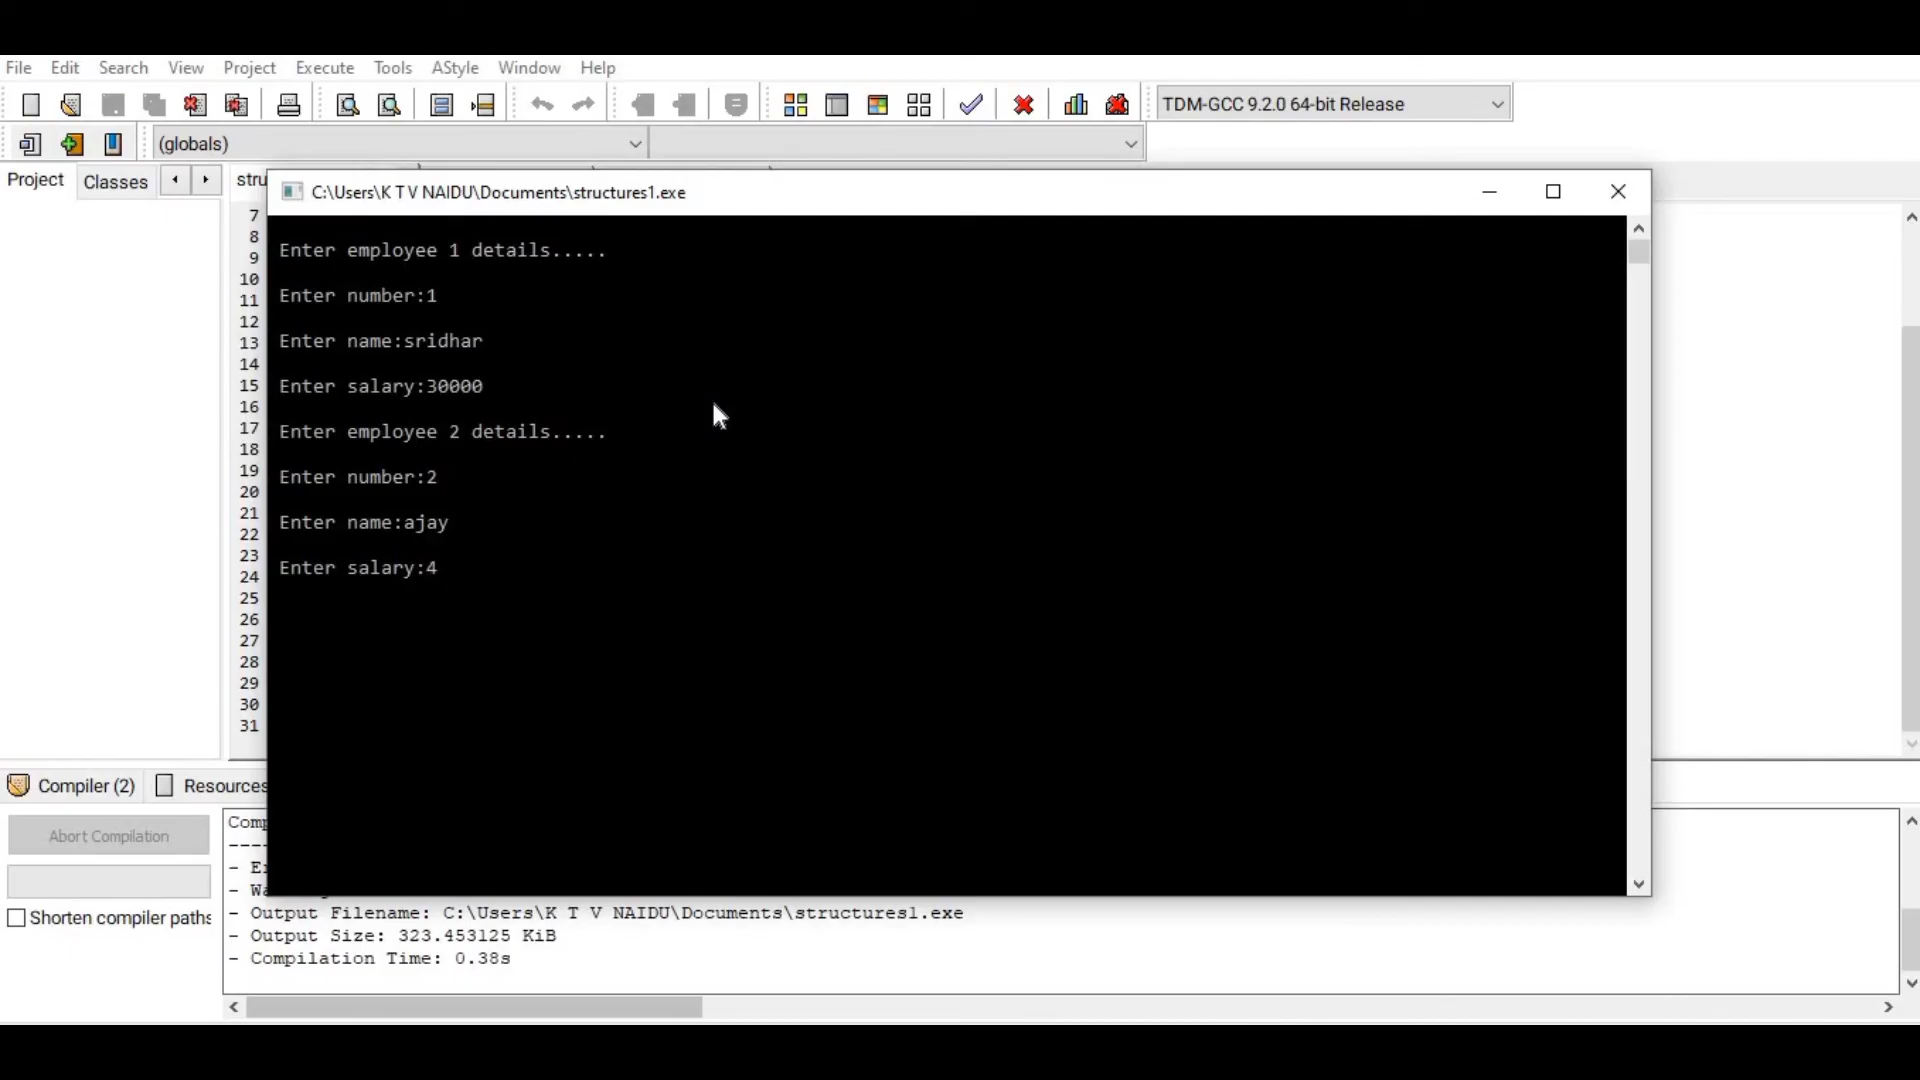 File Edit Search View Project Execute Tools AStyle Window Help
TDM-GCC 9.2.0 64-bit Release
(globals)
Project Classes
C:\Users\K T V NAIDU\Documents\structures1.exe
7
8
9
10
11
12
13
14
15
16
17
18
19
20
21
22
23
24
25
26
27
28
29
30
31
Enter employee 1 details.....
Enter number:1
Enter name:sridhar
Enter salary:30000
Enter employee 2 details.....
Enter number:2
Enter name:ajay
Enter salary:4
Compiler (2) Resources
Abort Compilation
Shorten compiler paths
- Output Filename: C:\Users\K T V NAIDU\Documents\structures1.exe
- Output Size: 323.453125 KiB
- Compilation Time: 0.38s